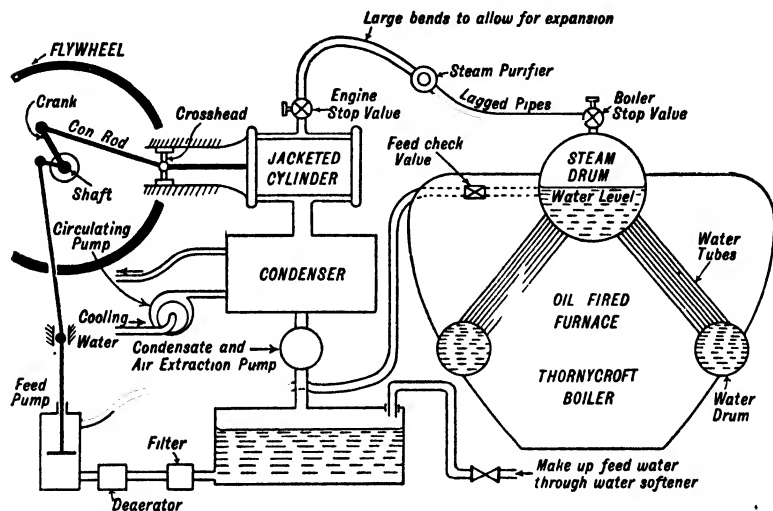 Large bends to allow for expansion
FLYWHEEL
Crank
Con Rod
Crosshead
Shaft
Engine
Stop Valve
Steam Purifier
Lagged Pipes
Boiler
Stop Valve
Feed check
Valve
JACKETED
CYLINDER
STEAM
DRUM
Water Level
Circulating
Pump
CONDENSER
Water
Tubes
Cooling
Water
Condensate and
Air Extraction Pump
OIL FIRED
FURNACE
THORNYCROFT
BOILER
Water
Drum
Feed
Pump
Filter
Deaerator
Make up feed water
through water softener